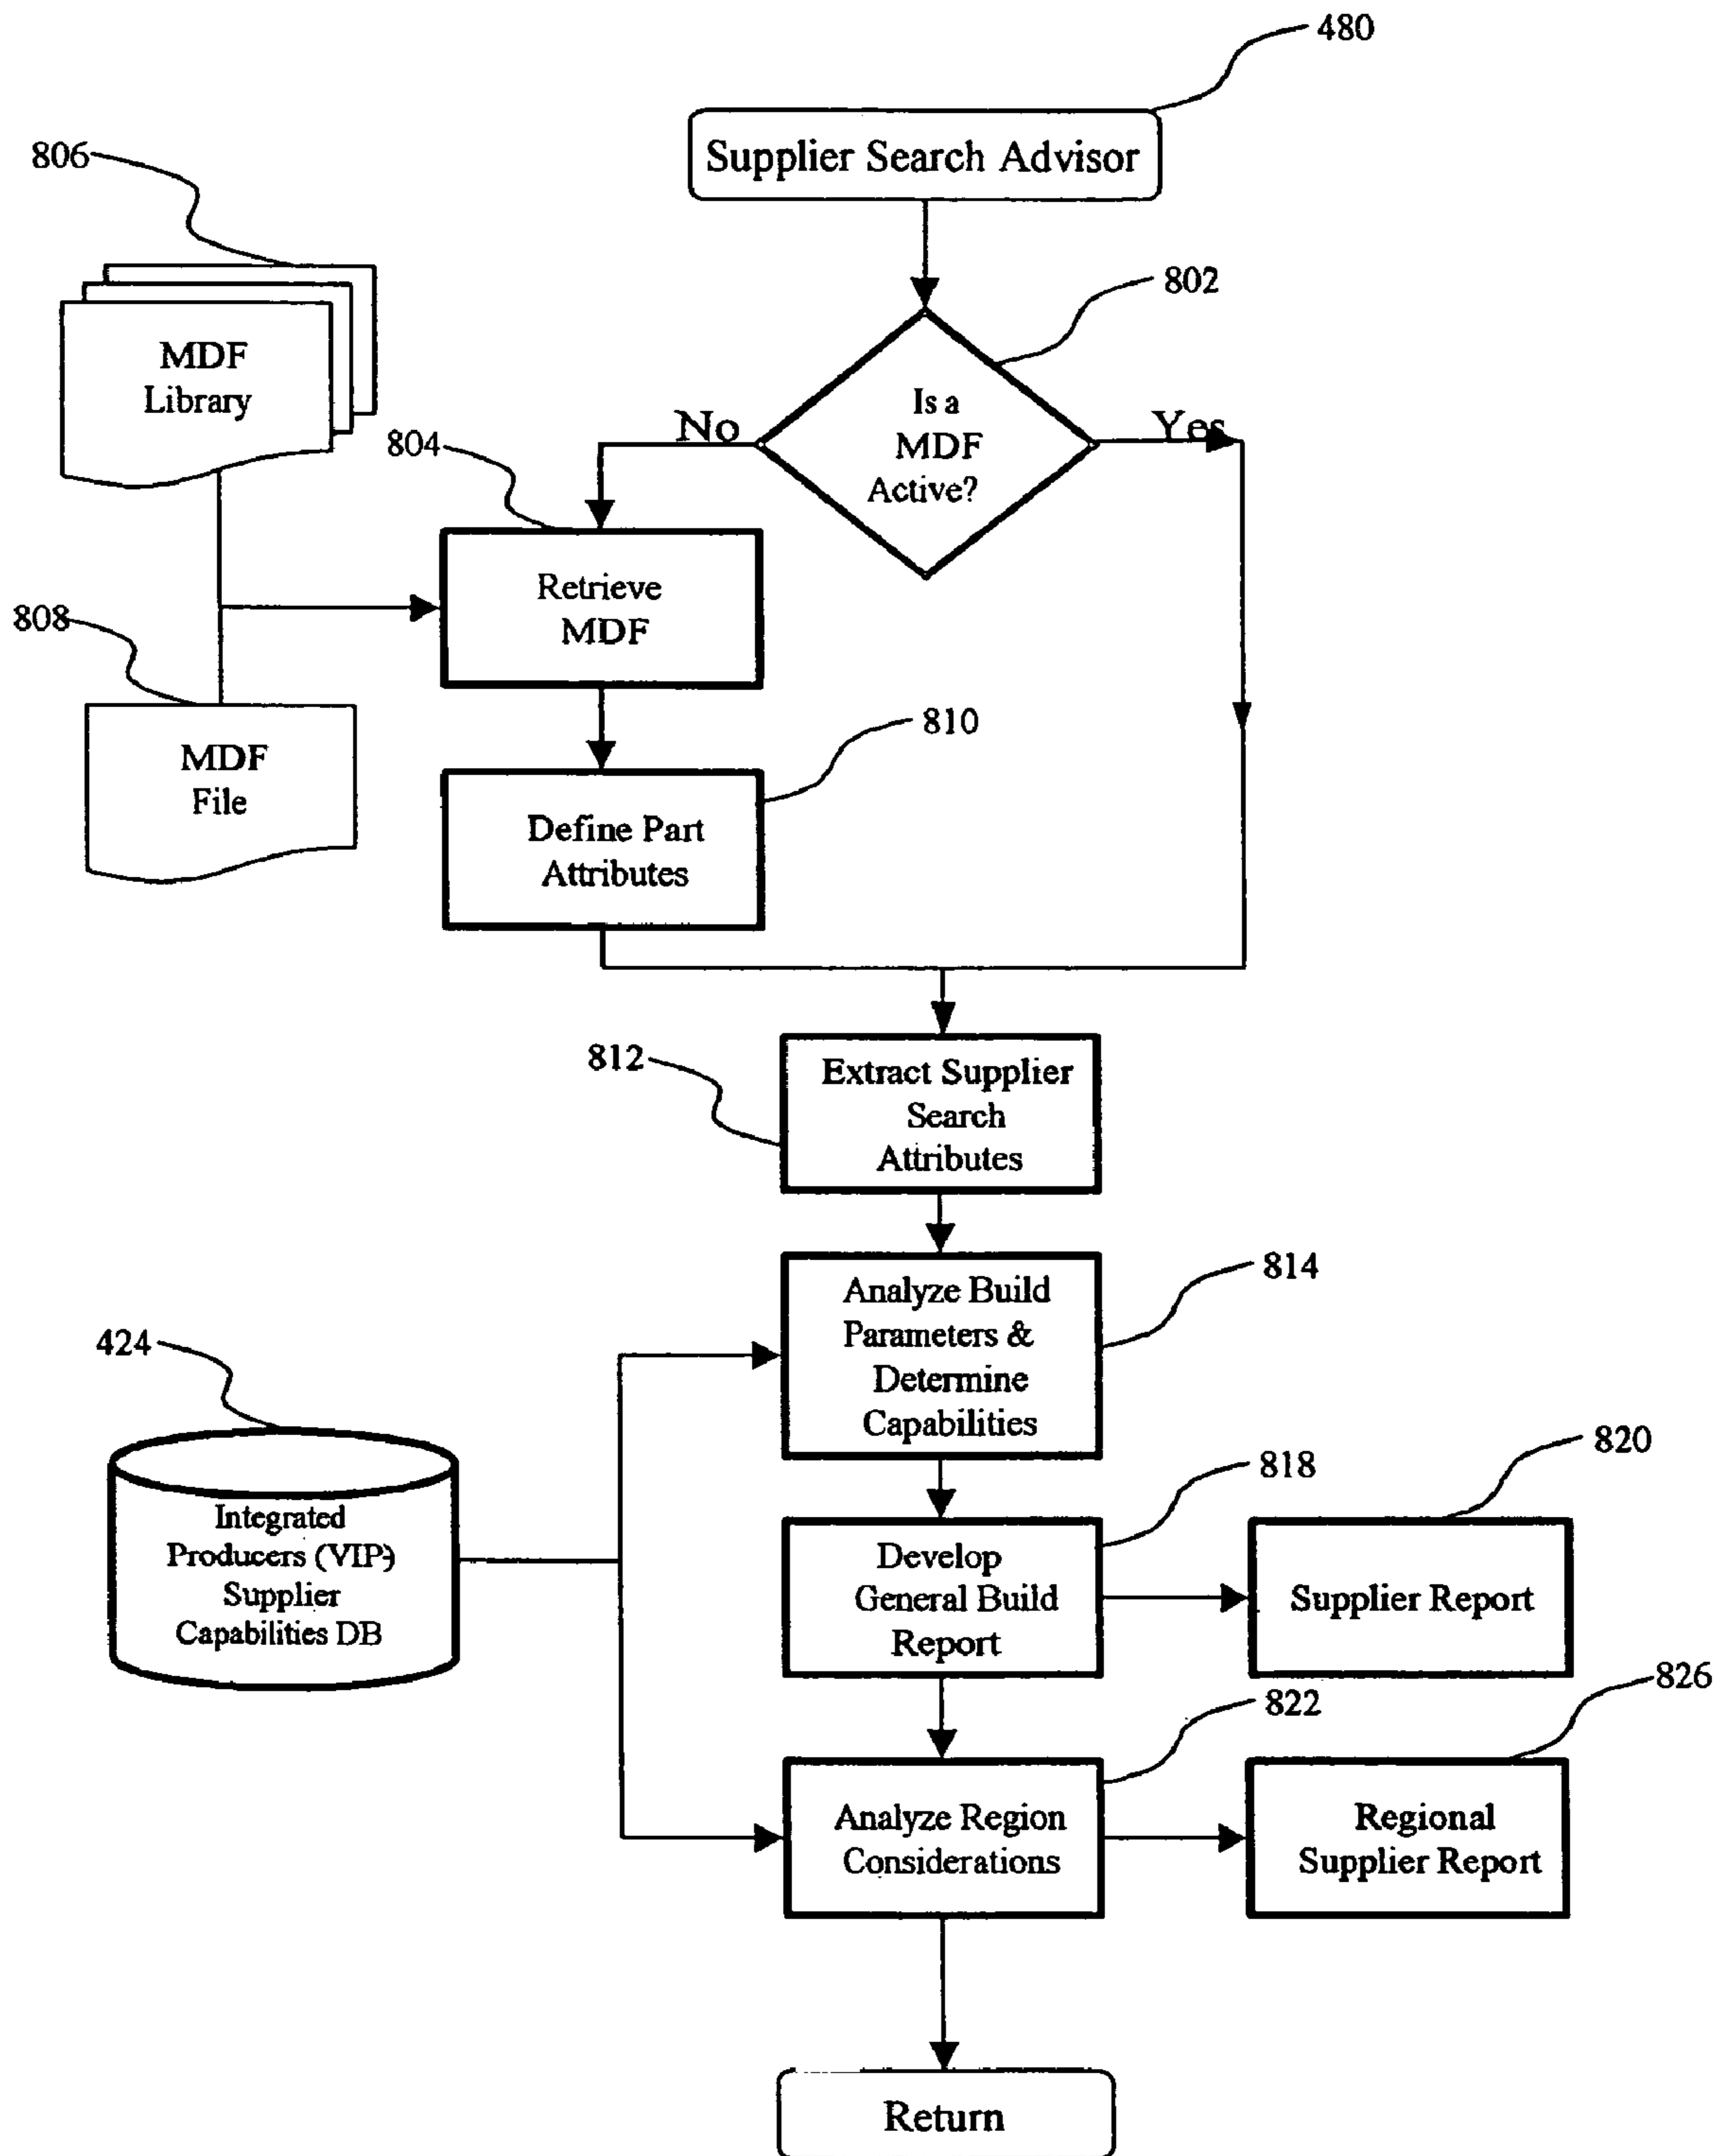 480
Supplier Search Advisor
806
802
MDF
Library
Is a
MDF
Active?
No
Yes
804
Retrieve
MDF
808
MDF
File
810
Define Part
Attributes
812
Extract Supplier
Search
Attributes
814
Analyze Build
Parameters &
Determine
Capabilities
424
Integrated
Producers (VIP)
Supplier
Capabilities DB
818
Develop
General Build
Report
820
Supplier Report
822
Analyze Region
Considerations
826
Regional
Supplier Report
Return